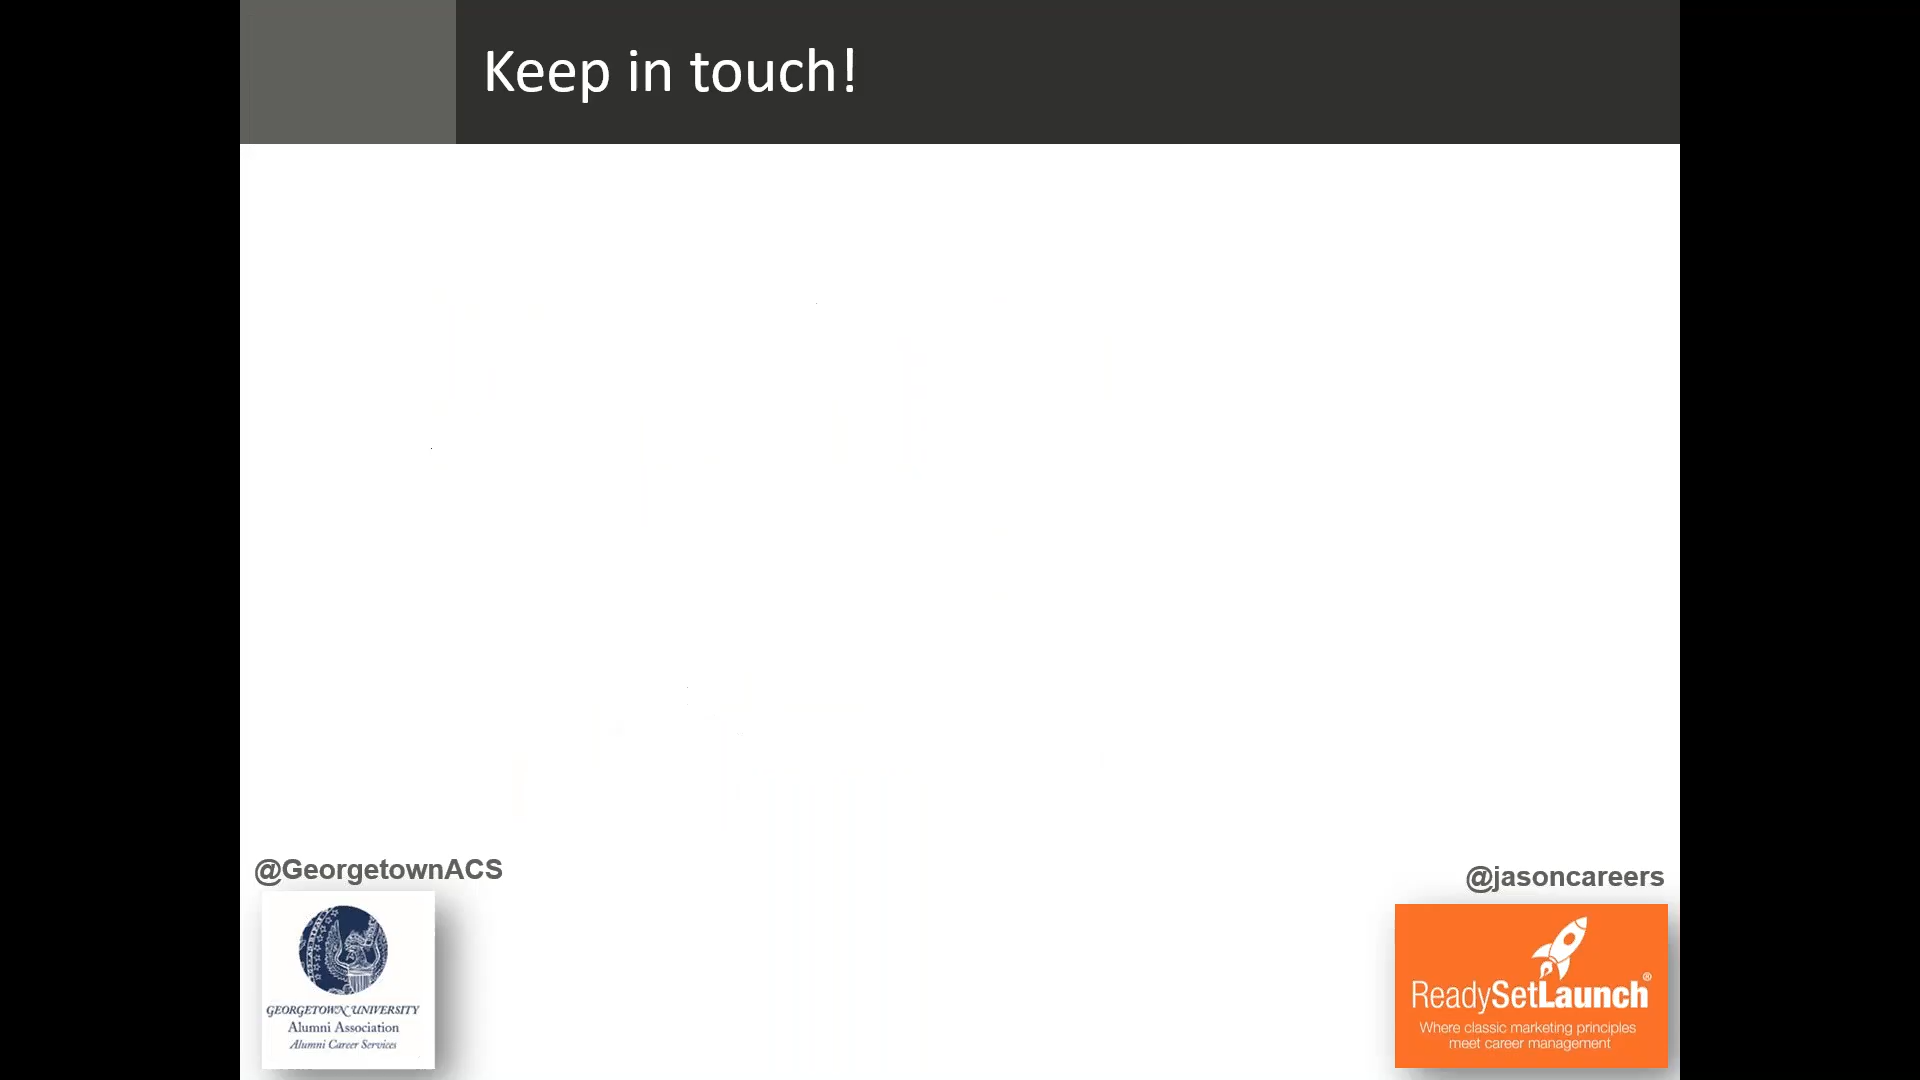 Keep in touch!
@GeorgetownACS
@jasoncareers
GEORGETOWN UNIVERSITY
Alumni Association
Alumni Career Services
ReadySetLaunch®
Where classic marketing principles
meet career management